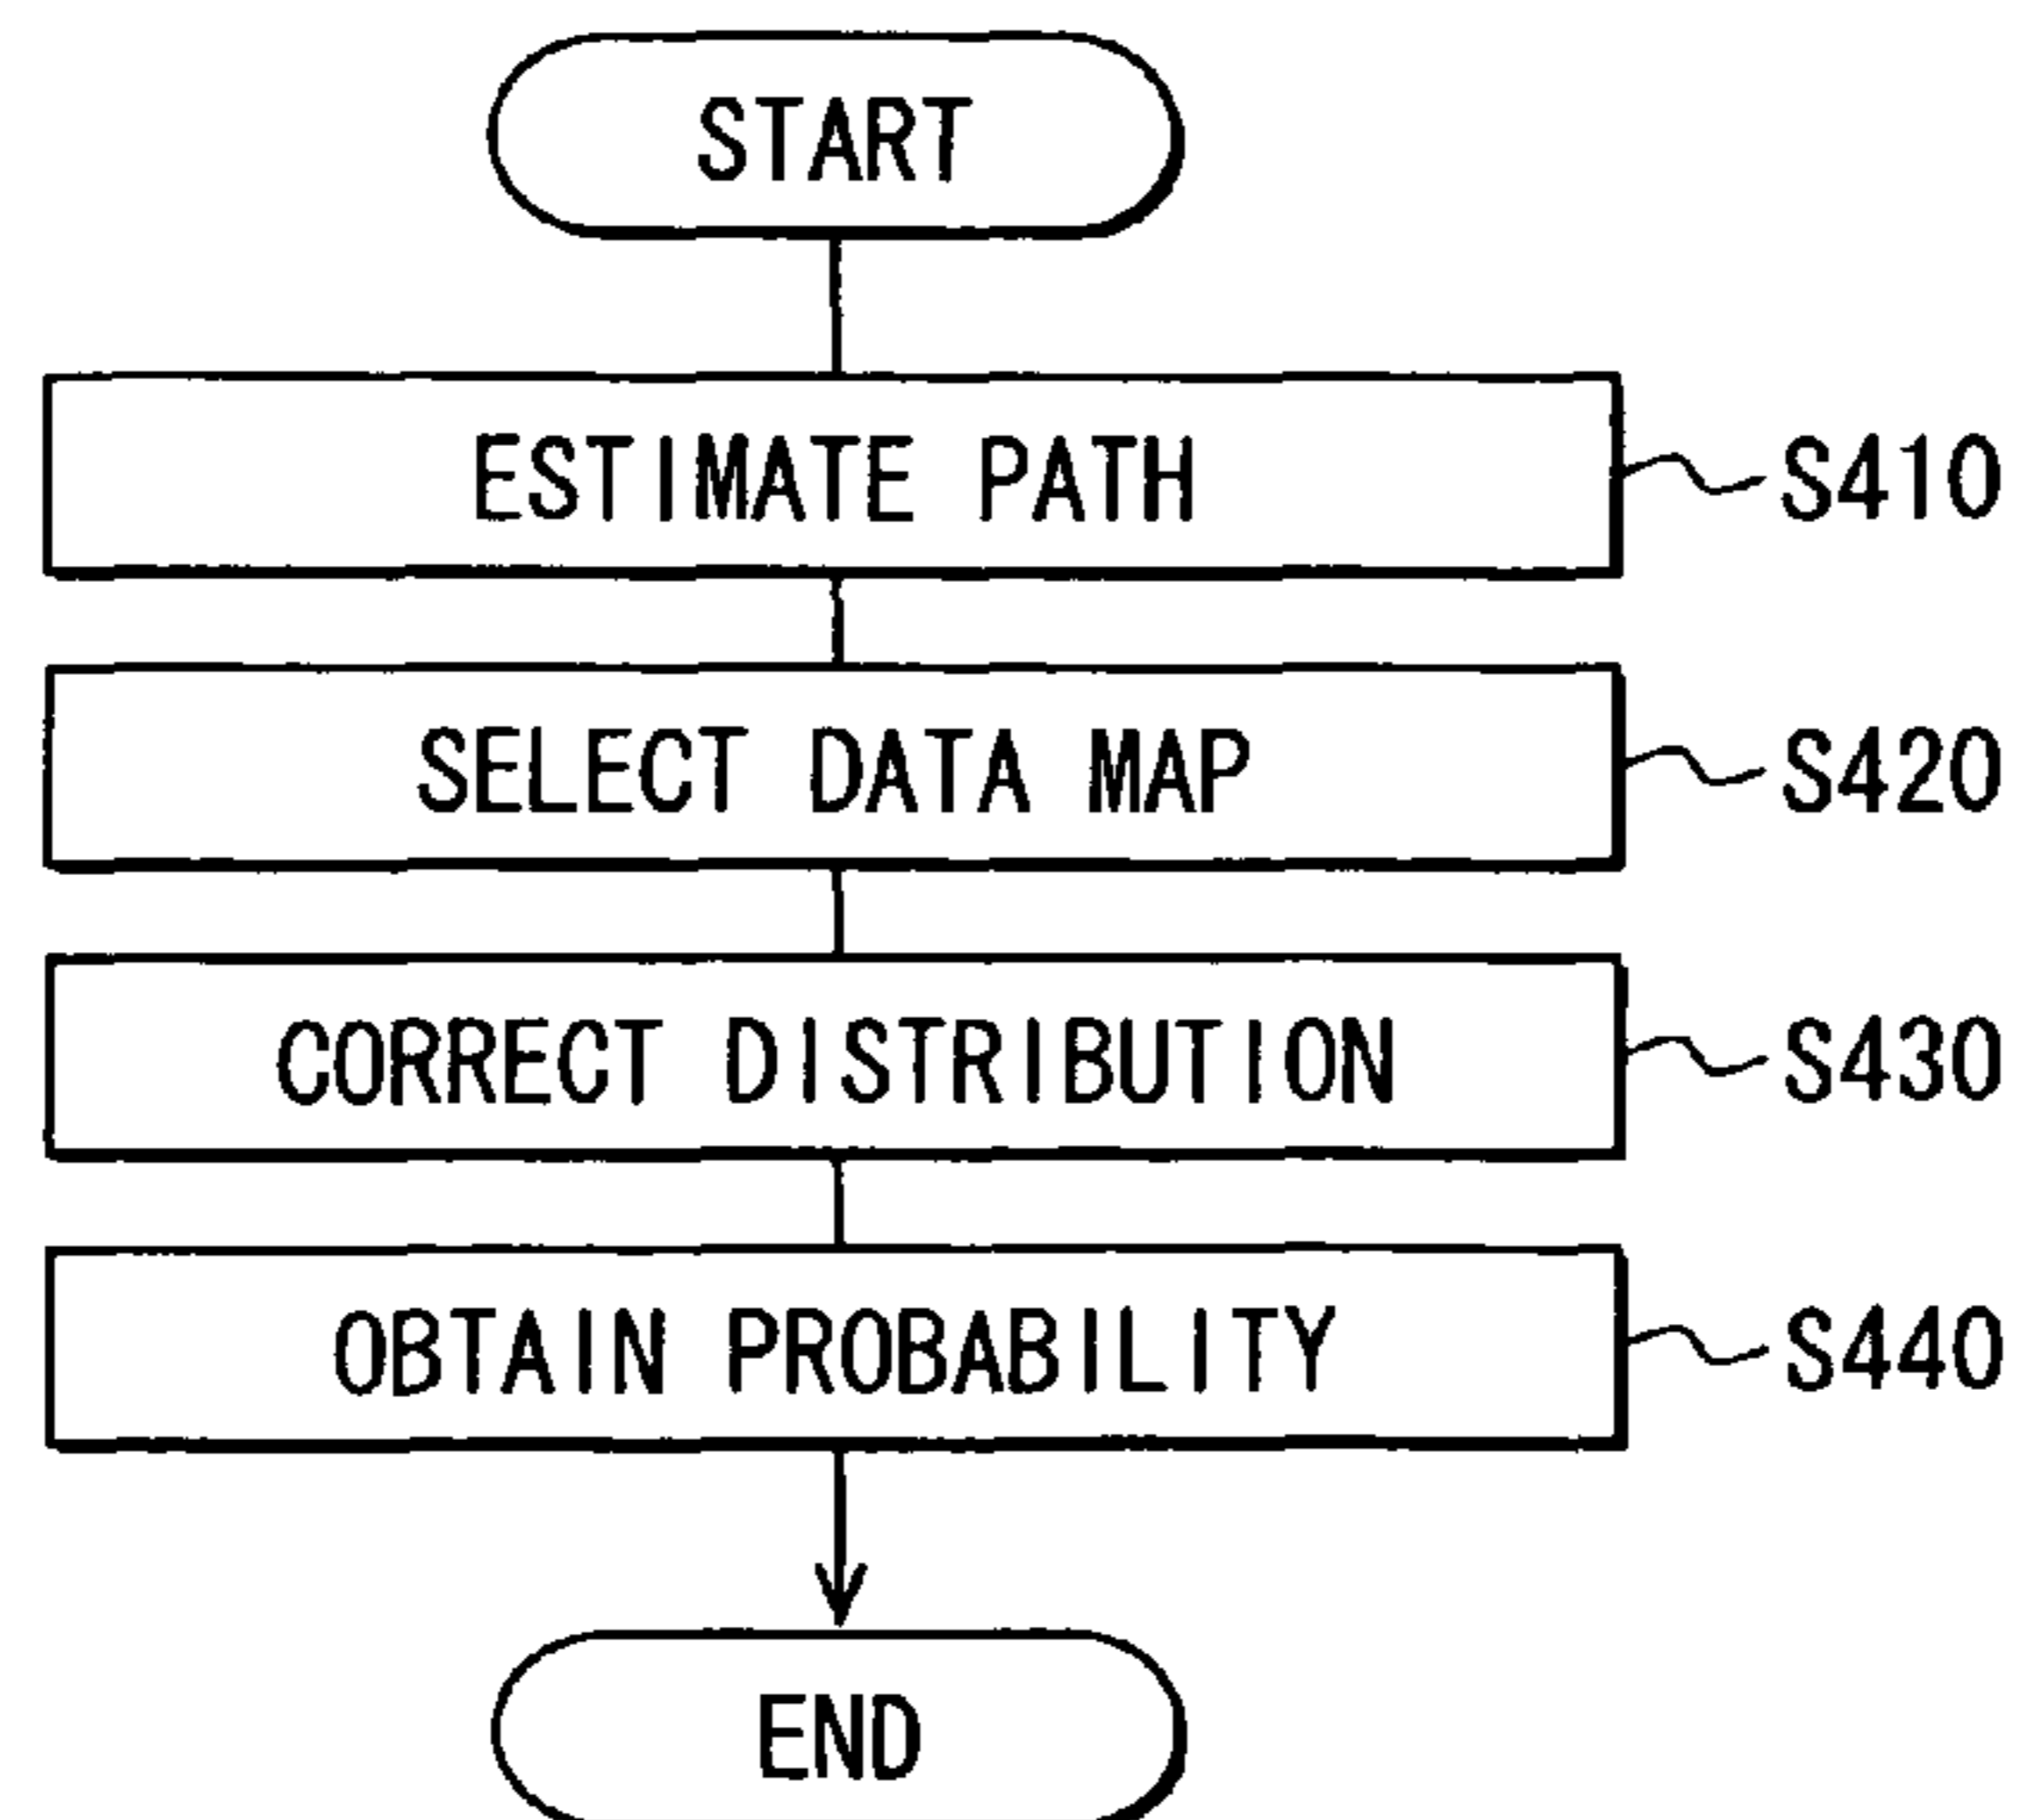 START
ESTIMATE PATH
S410
SELECT DATA MAP
S420
CORRECT DISTRIBUTION
S430
OBTAIN PROBABILITY
S440
END